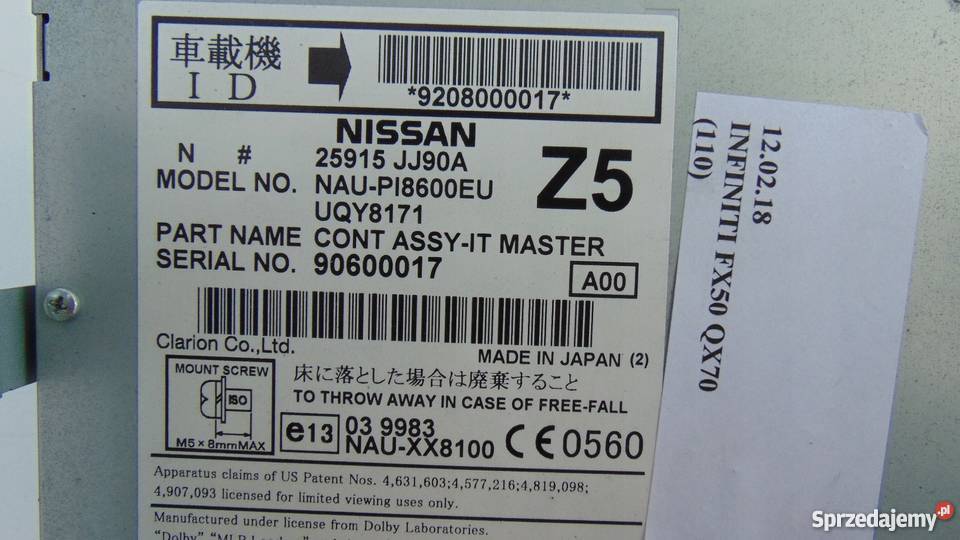 車載機
I D
*9208000017*
NISSAN
N # 25915 JJ90A
MODEL NO. NAU-PI8600EU
UQY8171
Z5
PART NAME CONT ASSY-IT MASTER
SERIAL NO. 90600017
A00
Clarion Co.,Ltd.
MADE IN JAPAN (2)
MOUNT SCREW
ISO
M5×8mmMAX
床に落とした場合は廃棄すること
TO THROW AWAY IN CASE OF FREE-FALL
e13
03 9983
NAU-XX8100
CE0560
Apparatus claims of US Patent Nos. 4,631,603;4,577,216;4,819,098;
4,907,093 licensed for limited viewing uses only.
Manufactured under license from Dolby Laboratories.
"Dolby", "MLP
12.02.18
INFINITI FX50 QX70
(110)
Sprzedajemy.pl